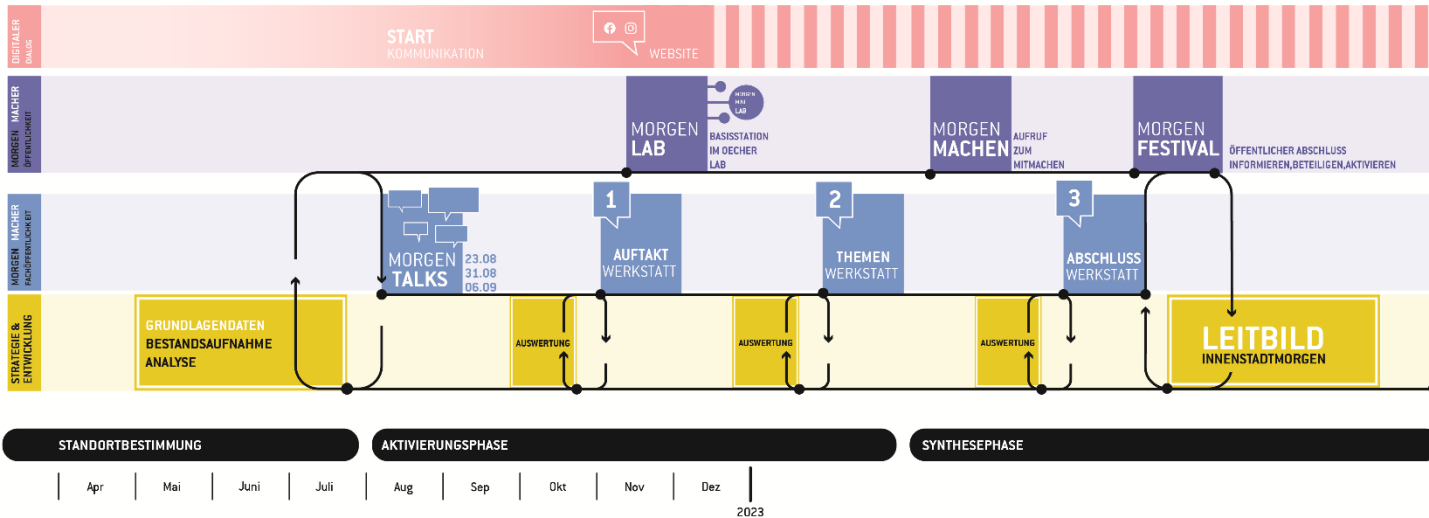 DIGITALER
DIALOG
START
KOMMUNIKATION
WEBSITE
MORGEN MACHER
ÖFFENTLICHKEIT
MORGEN
LAB
MORGEN
MINI
LAB
BASISSTATION
IM OECHER
LAB
MORGEN
MACHEN
AUFRUF
ZUM
MITMACHEN
MORGEN
FESTIVAL
ÖFFENTLICHER ABSCHLUSS
INFORMIEREN,BETEILIGEN,AKTIVIEREN
MORGEN MACHER
FACHÖFFENTLICHKEIT
MORGEN
TALKS
23.08
31.08
06.09
1
AUFTAKT
WERKSTATT
2
THEMEN
WERKSTATT
3
ABSCHLUSS
WERKSTATT
STRATEGIE &
ENTWICKLUNG
GRUNDLAGENDATEN
BESTANDSAUFNAHME
ANALYSE
AUSWERTUNG
AUSWERTUNG
AUSWERTUNG
LEITBILD
INNENSTADTMORGEN
STANDORTBESTIMMUNG
AKTIVIERUNGSPHASE
SYNTHESEPHASE
Apr
Mai
Juni
Juli
Aug
Sep
Okt
Nov
Dez
2023